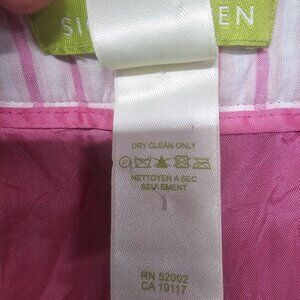 DRY CLEAN ONLY
NETTOYER A SEC
SEULEMENT
RN 52002
CA 19117